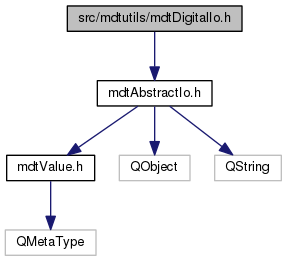 src/mdtutils/mdtDigitalIo.h
mdtAbstractIo.h
mdtValue.h
QObject
QString
QMetaType